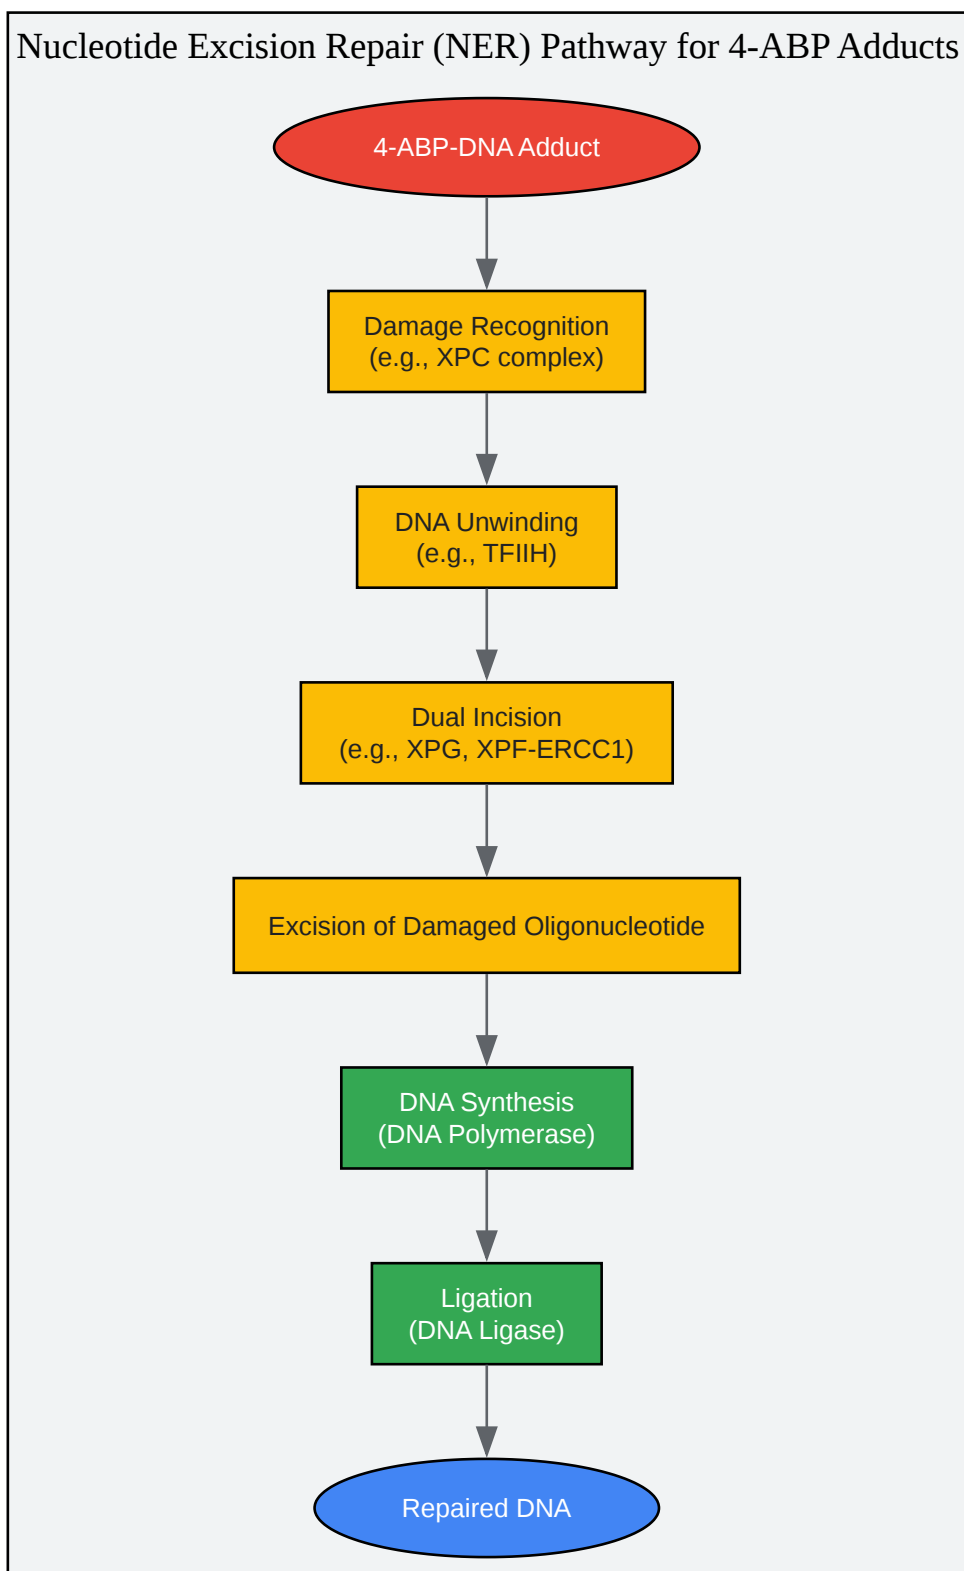 Nucleotide Excision Repair (NER) Pathway for 4-ABP Adducts
4-ABP-DNA Adduct
Damage Recognition
(e.g., XPC complex)
DNA Unwinding
(e.g., TFIIH)
Dual Incision
(e.g., XPG, XPF-ERCC1)
Excision of Damaged Oligonucleotide
DNA Synthesis
(DNA Polymerase)
Ligation
(DNA Ligase)
Repaired DNA